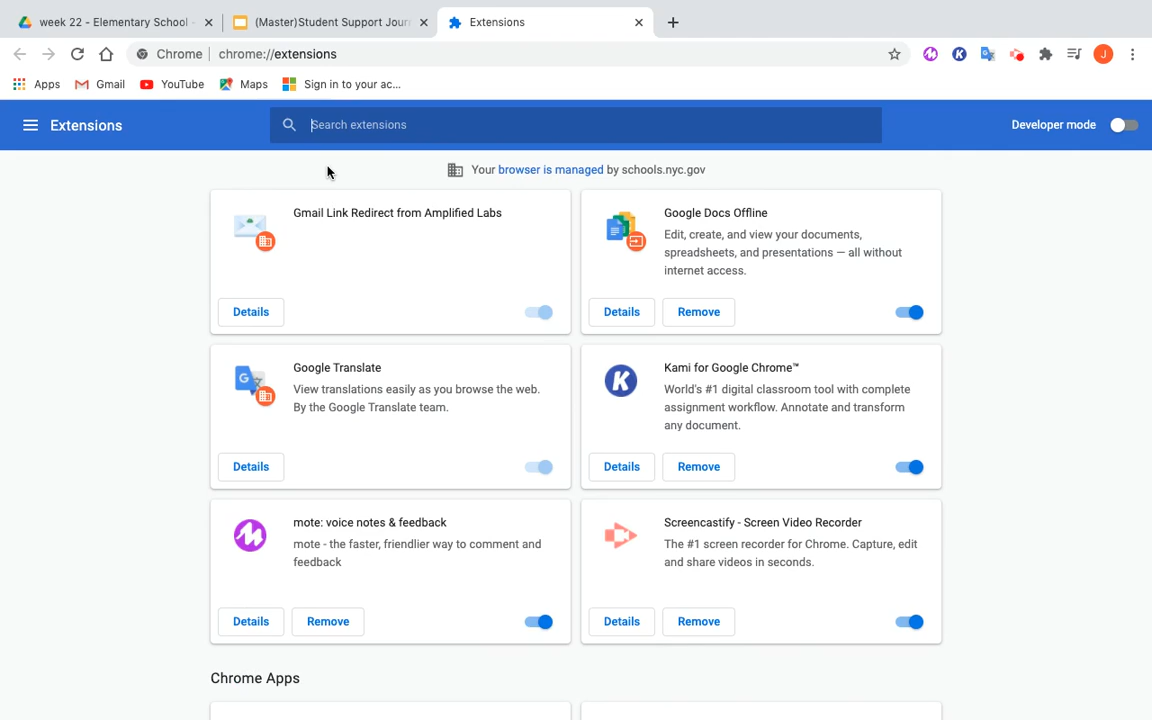 week 22 - Elementary School -
(Master)Student Support Jour
Extensions
Chrome | chrome://extensions
J
Apps Gmail YouTube Maps Sign in to your ac...
Extensions
Search extensions
Developer mode
Your browser is managed by schools.nyc.gov
Gmail Link Redirect from Amplified Labs
Details
Google Docs Offline
Edit, create, and view your documents,
spreadsheets, and presentations — all without
internet access.
Details Remove
Google Translate
View translations easily as you browse the web.
By the Google Translate team.
Details
Kami for Google Chrome™
World's #1 digital classroom tool with complete
assignment workflow. Annotate and transform
any document.
Details Remove
mote: voice notes & feedback
mote - the faster, friendlier way to comment and
feedback
Details Remove
Screencastify - Screen Video Recorder
The #1 screen recorder for Chrome. Capture, edit
and share videos in seconds.
Details Remove
Chrome Apps